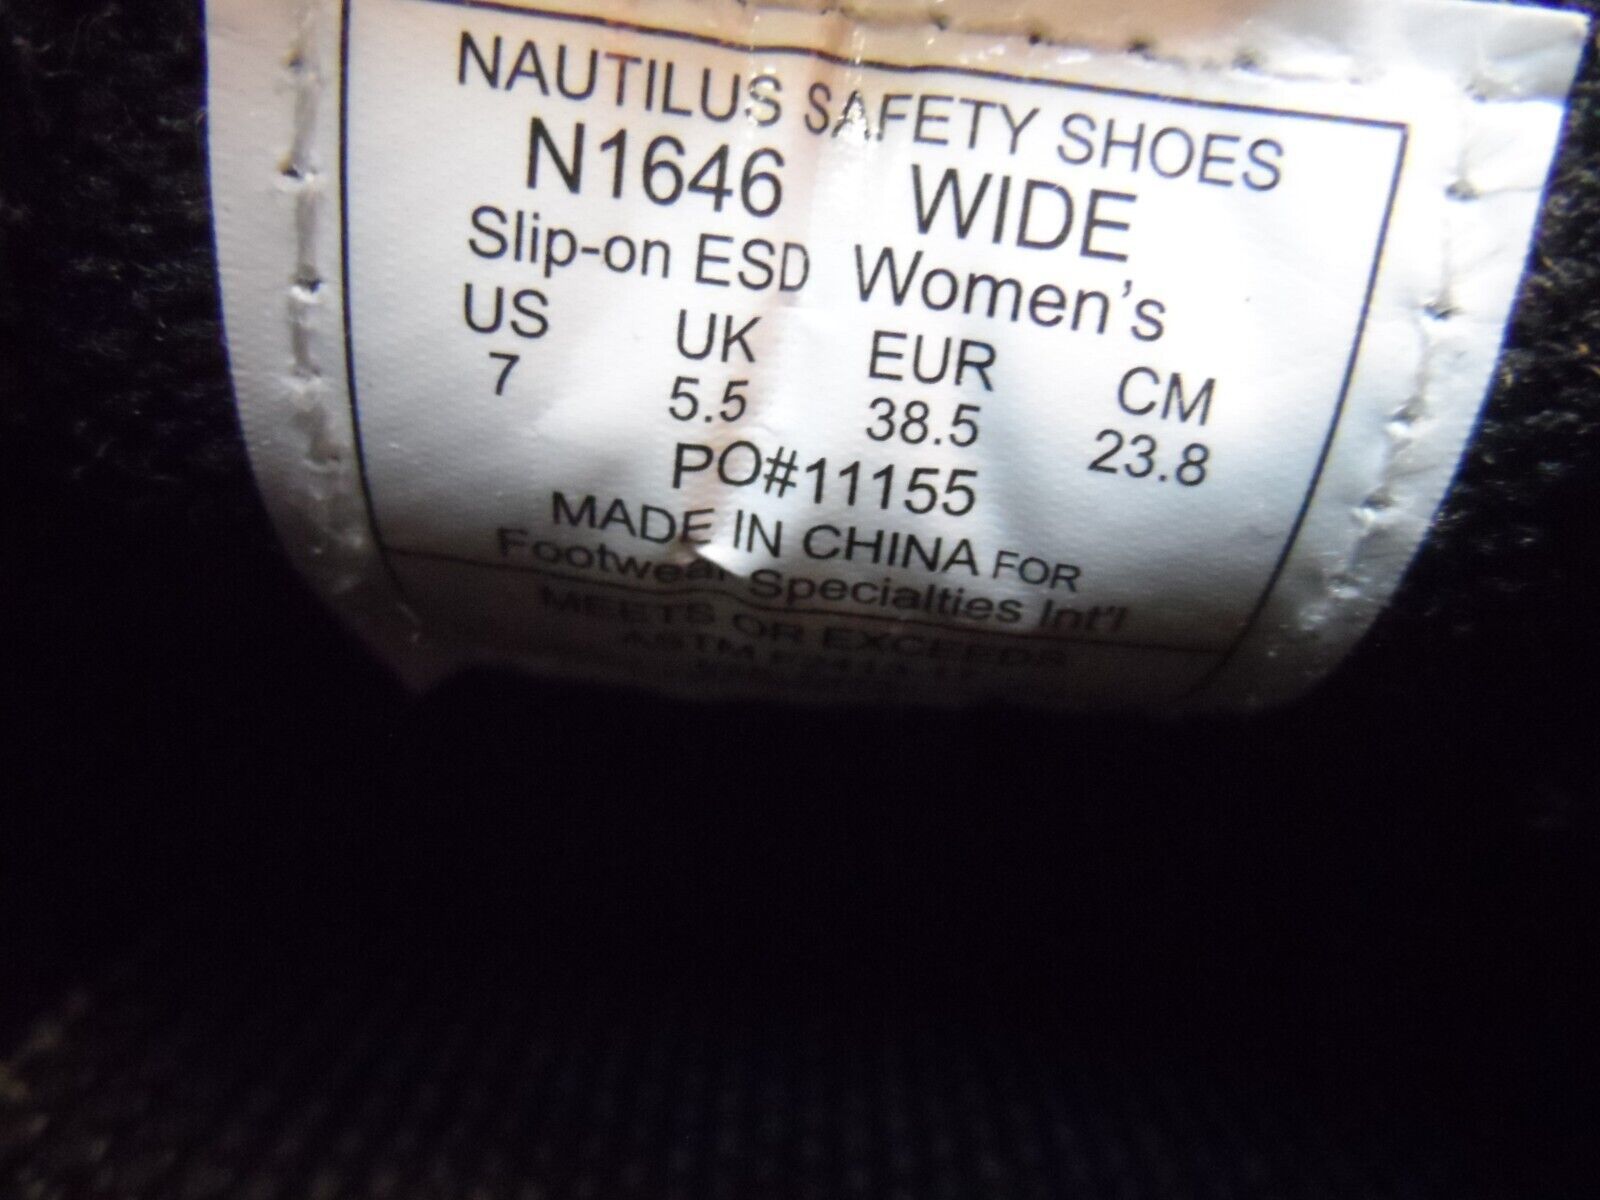 NAUTILUS SAFETY SHOES
N1646 WIDE
Slip-on ESD Women's
US UK EUR CM
7 5.5 38.5 23.8
PO#11155
MADE IN CHINA FOR
Footwear Specialties Int'l
MEETS OR EXCEEDS
ASTM